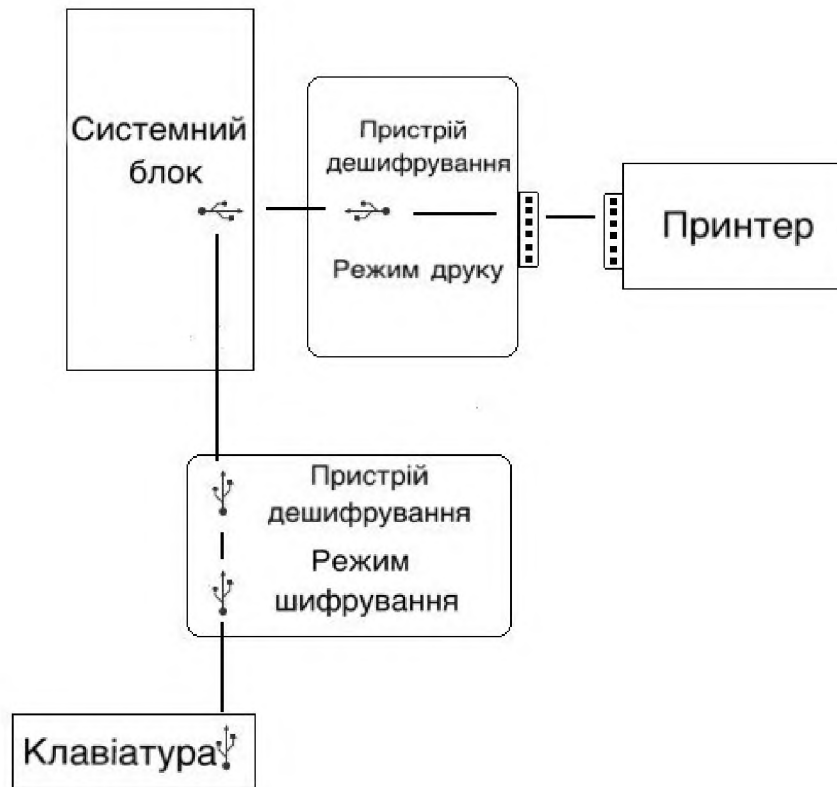 Системний
блок
Пристрій
дешифрування
Режим друку
Принтер
Пристрій
дешифрування
Режим
шифрування
Клавіатура